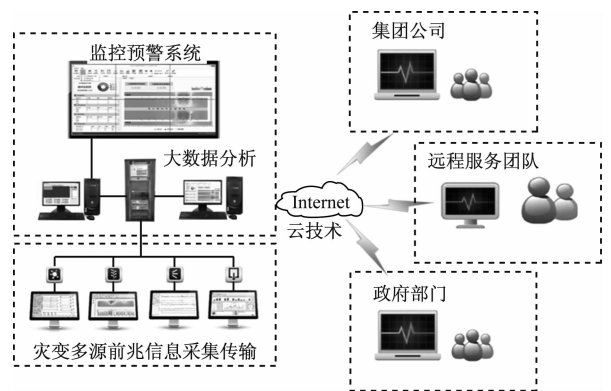 监控预警系统
大数据分析
灾变多源前兆信息采集传输
Internet
云技术
集团公司
远程服务团队
政府部门